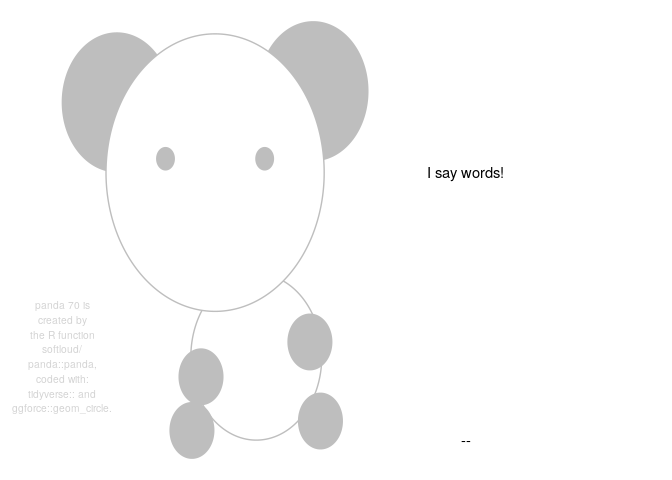 I say words!
panda 70 is
created by
the R function
softloud/
panda::panda,
coded with:
tidyverse:: and
ggforce::geom_circle.
--